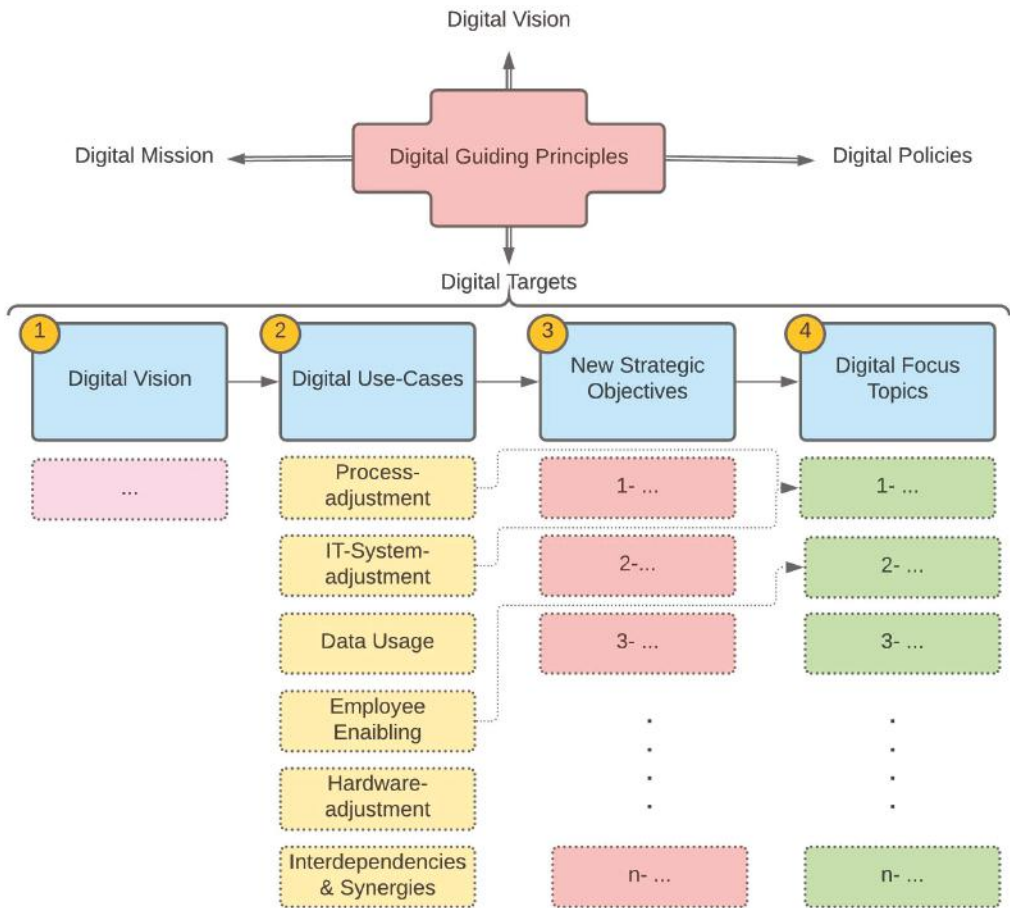 Digital Vision
Digital Mission
Digital Guiding Principles
Digital Policies
Digital Targets
1
Digital Vision
2
Digital Use-Cases
3
New Strategic
Objectives
4
Digital Focus
Topics
...
Process-
adjustment
IT-System-
adjustment
Data Usage
Employee
Enaibling
Hardware-
adjustment
Interdependencies
& Synergies
1- ...
2-...
3- ...
n- ...
1- ...
2- ...
3- ...
n- ...